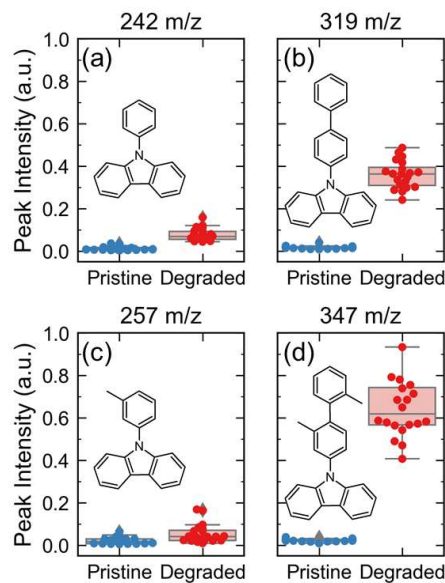 242 m/z
319 m/z
Peak Intensity (a.u.)
1.0
0.8
0.6
0.4
0.2
0.0
(a)
N
(b)
N
Pristine
Degraded
Pristine
Degraded
257 m/z
347 m/z
Peak Intensity (a.u.)
1.0
0.8
0.6
0.4
0.2
0.0
(c)
N
(d)
N
Pristine
Degraded
Pristine
Degraded